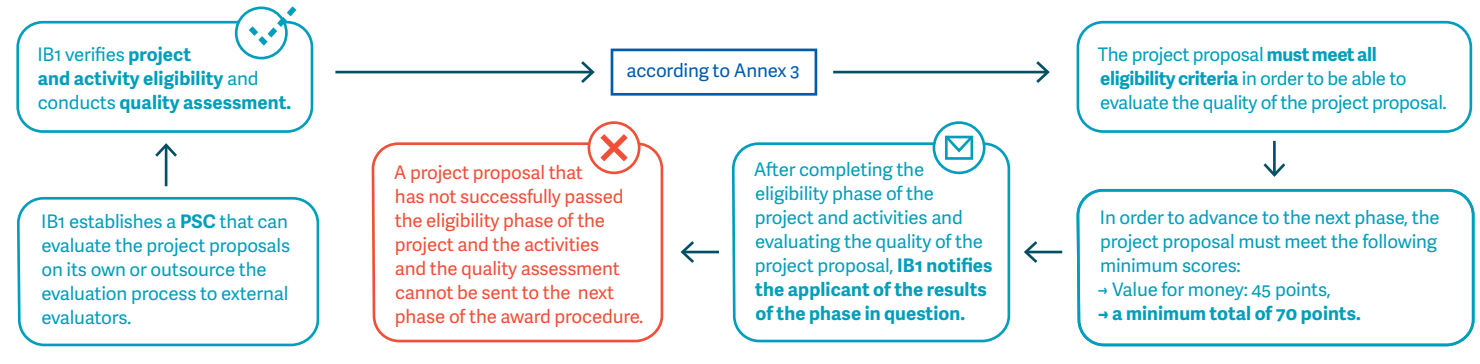 IB1 establishes a PSC that can
evaluate the project proposals
on its own or outsource the
evaluation process to external
evaluators.
IB1 verifies project
and activity eligibility and
conducts quality assessment.
according to Annex 3
The project proposal must meet all
eligibility criteria in order to be able to
evaluate the quality of the project proposal.
In order to advance to the next phase, the
project proposal must meet the following
minimum scores:
→ Value for money: 45 points,
→ a minimum total of 70 points.
After completing the
eligibility phase of the
project and activities and
evaluating the quality of the
project proposal, IB1 notifies
the applicant of the results
of the phase in question.
A project proposal that
has not successfully passed
the eligibility phase of the
project and the activities
and the quality assessment
cannot be sent to the next
phase of the award procedure.